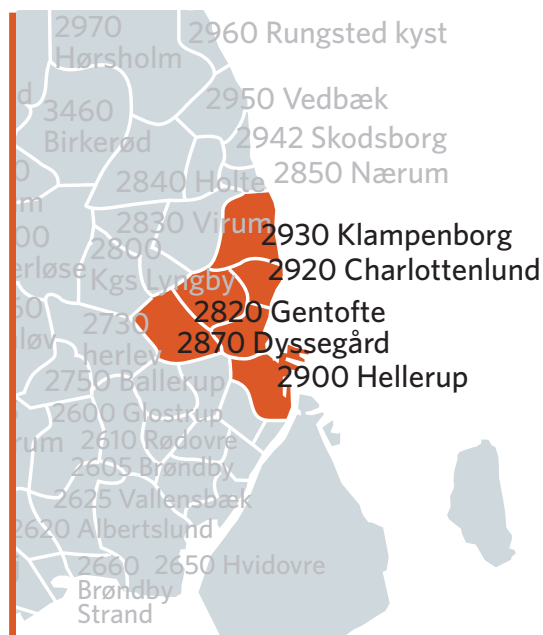 2970
Hørsholm
2960 Rungsted kyst
2950 Vedbæk
3460
Birkerød
2942 Skodsborg
2850 Nærum
2840 Holte
2830 Virum
2930 Klampenborg
2800
Kgs Lyngby
2920 Charlottenlund
2820 Gentofte
2730
herlev
2870 Dyssegård
2750 Ballerup
2900 Hellerup
2600 Glostrup
2610 Rødovre
2605 Brøndby
2625 Vallensbæk
2620 Albertslund
2660
Brøndby
Strand
2650 Hvidovre